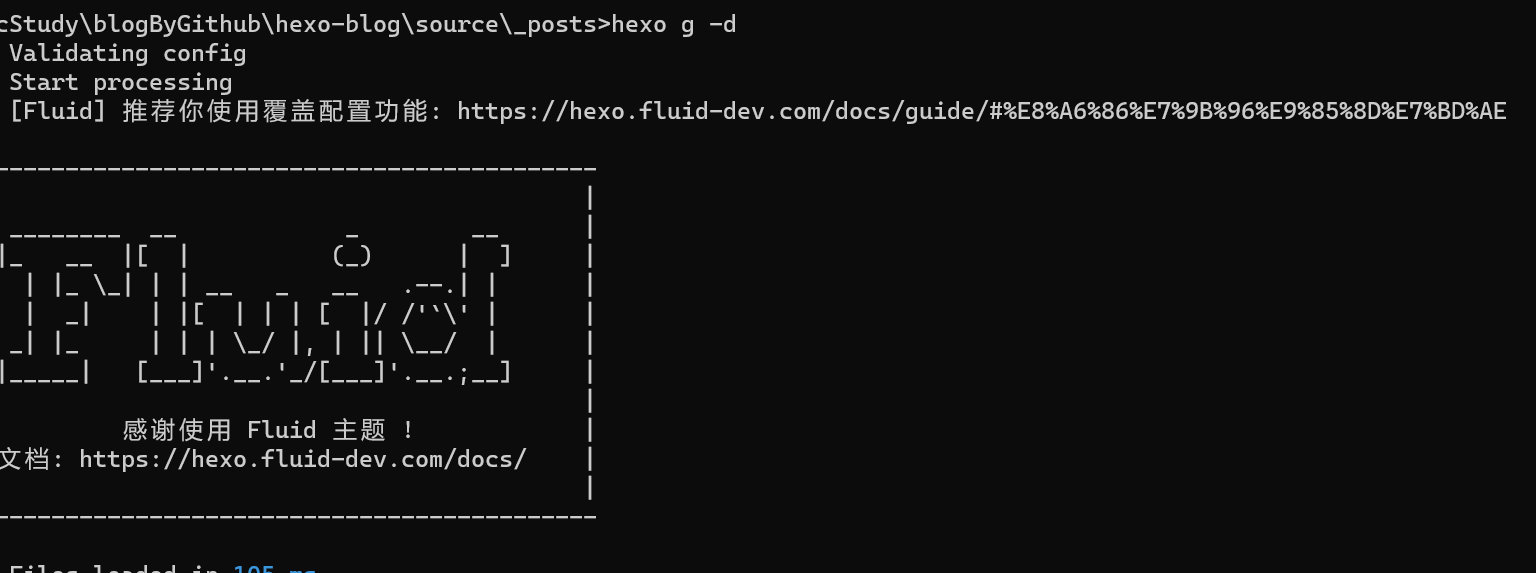 cStudy\blogByGithub\hexo-blog\source\_posts>hexo g -d
Validating config
Start processing
[Fluid] 推荐你使用覆盖配置功能: https://hexo.fluid-dev.com/docs/guide/#%E8%A6%86%E7%9B%96%E9%85%8D%E7%BD%AE
Fluid
感谢使用 Fluid 主题 !
文档: https://hexo.fluid-dev.com/docs/
Files loaded in 105 ms